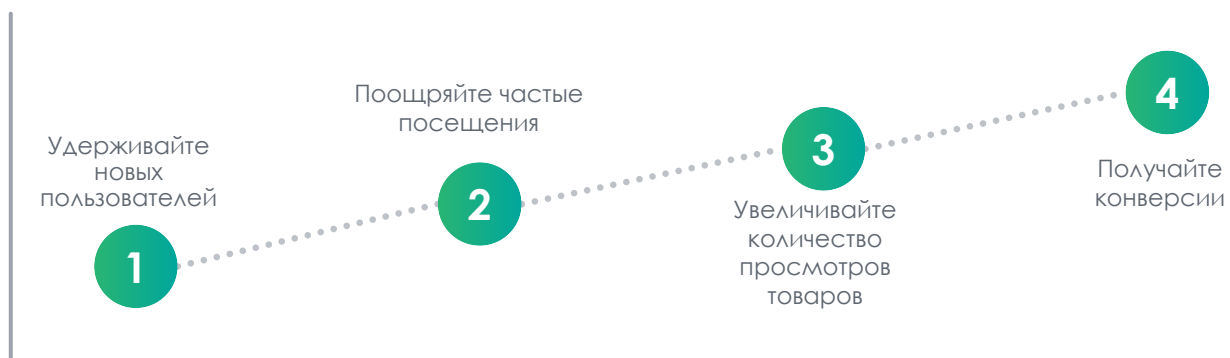 Удерживайте
новых
пользователей
1
Поощряйте частые
посещения
2
3
Увеличивайте
количество
просмотров
товаров
4
Получайте
конверсии